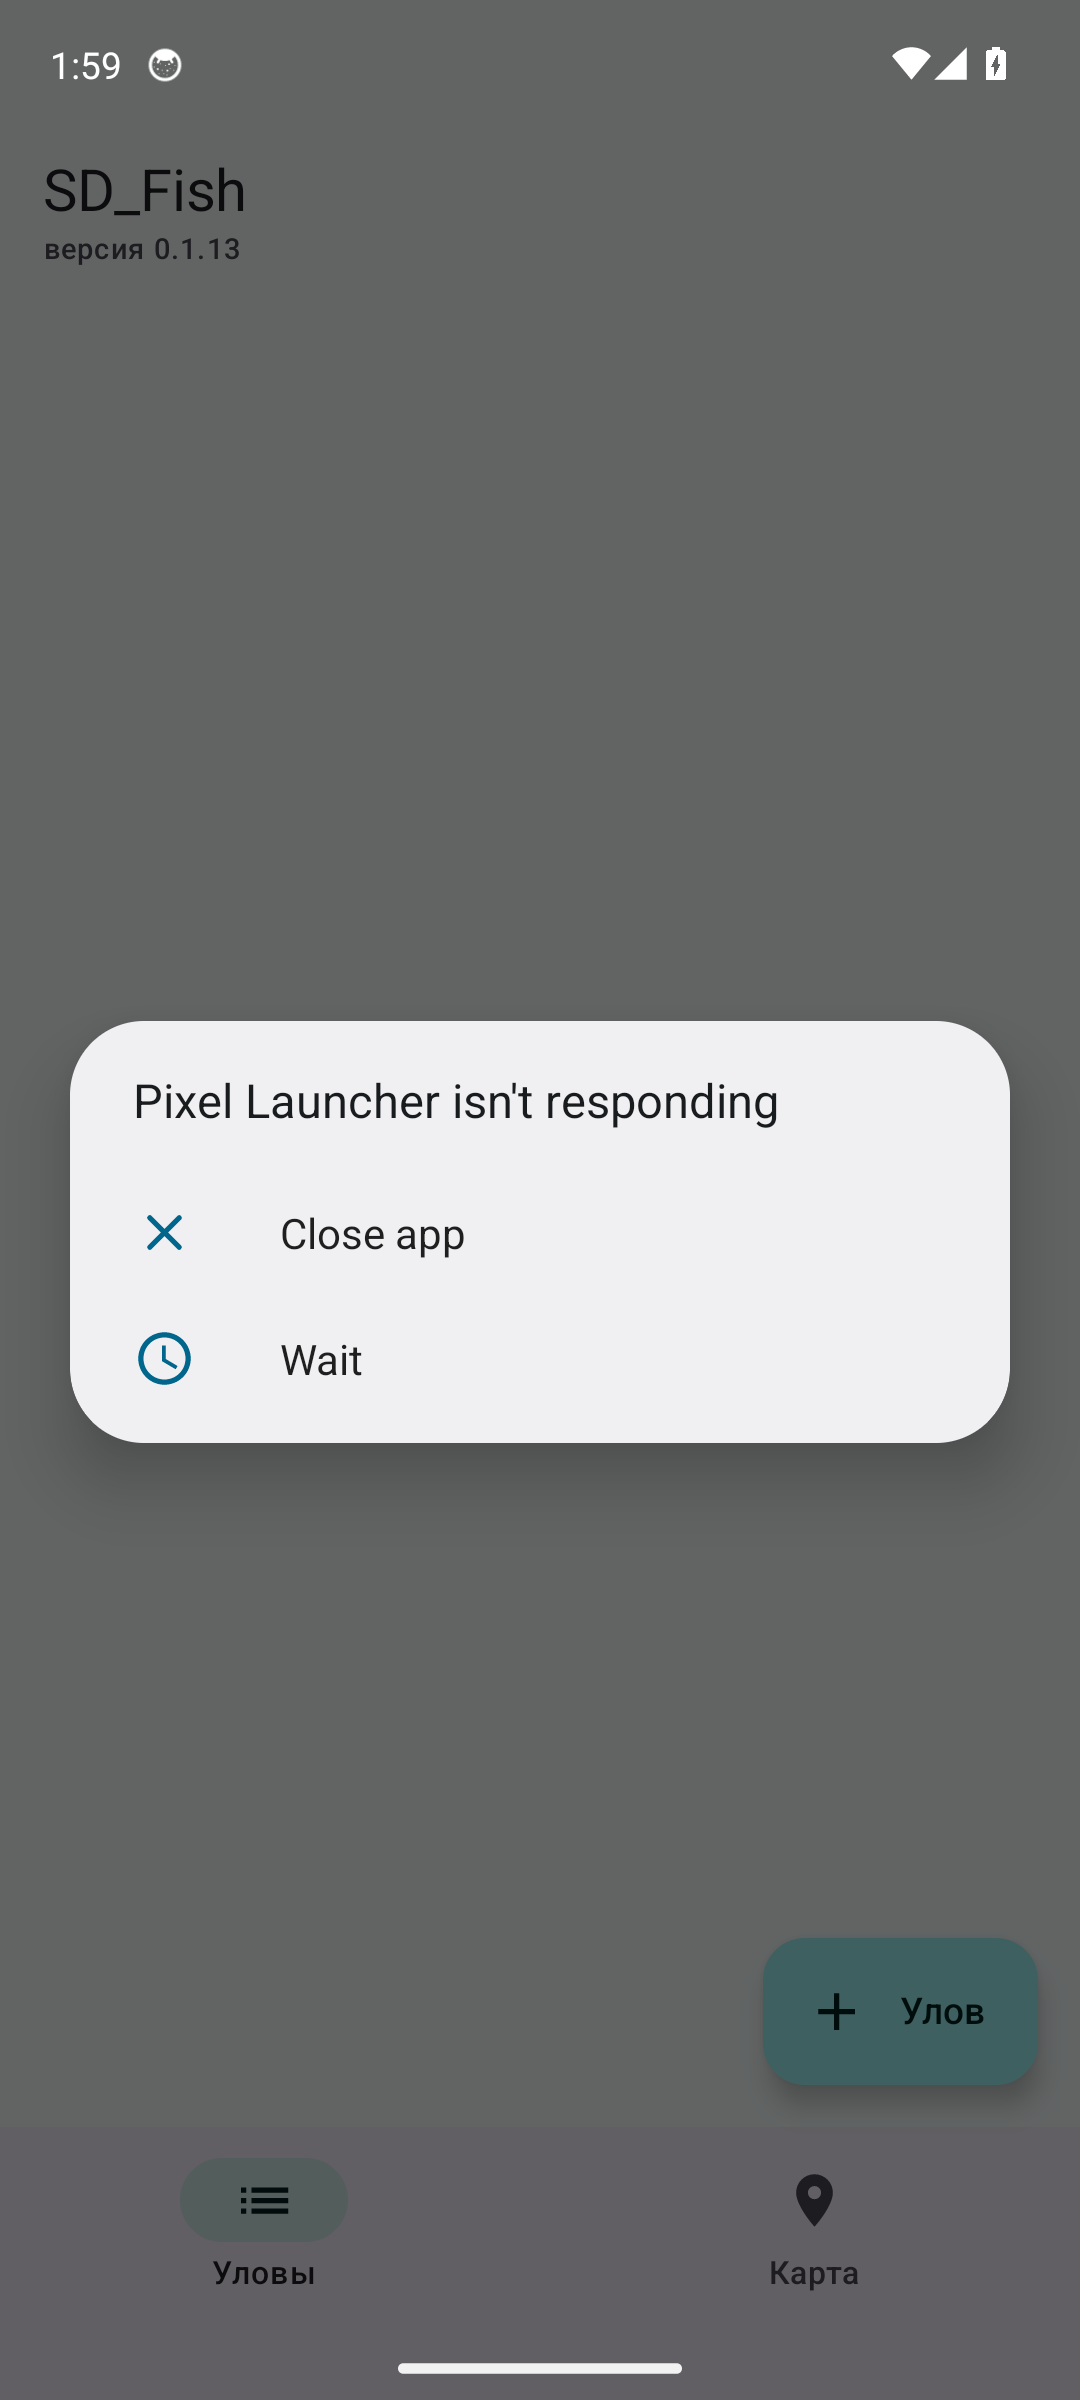 1:59
SD_Fish
версия 0.1.13
Pixel Launcher isn't responding
Close app
Wait
Улов
Уловы
Карта